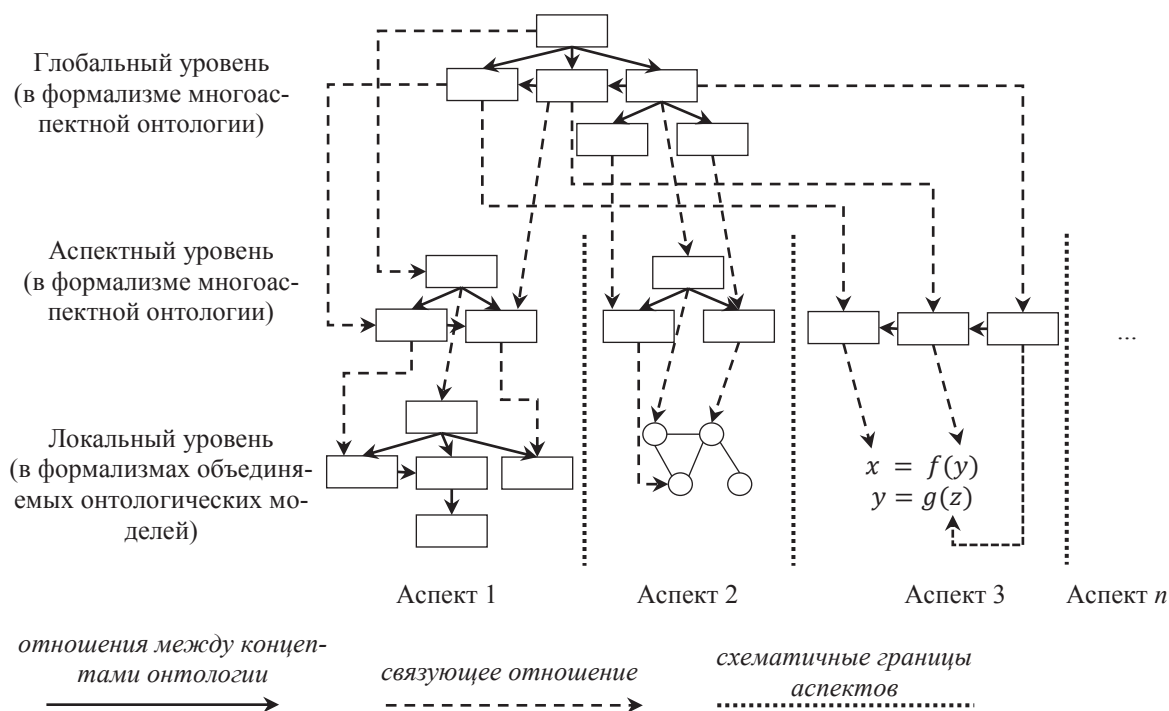 Глобальный уровень
(в формализме многоас-
пектной онтологии)
Аспектный уровень
(в формализме многоас-
пектной онтологии)
...
Локальный уровень
(в формализмах объединя-
емых онтологических мо-
делей)
x = f(y)
y = g(z)
Аспект 1
Аспект 2
Аспект 3
Аспект n
отношения между концеп-
тами онтологии
связующее отношение
схематичные границы
аспектов